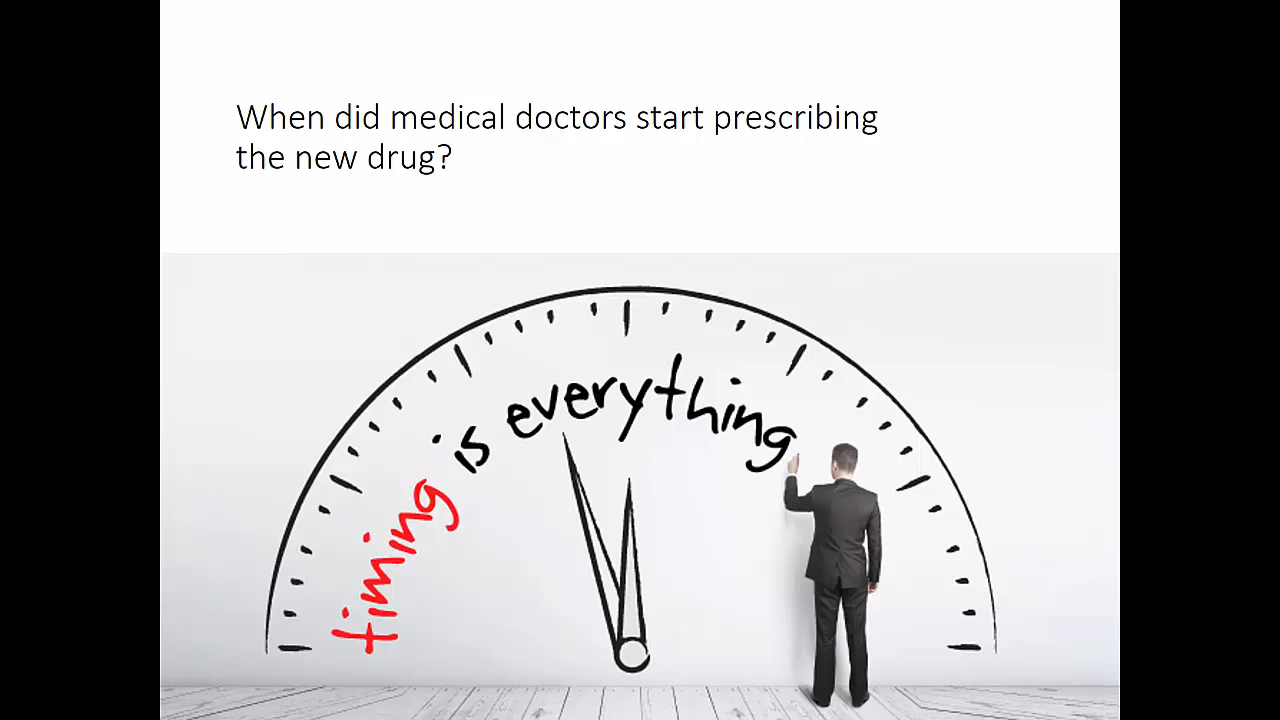 When did medical doctors start prescribing
the new drug?
timing is everything